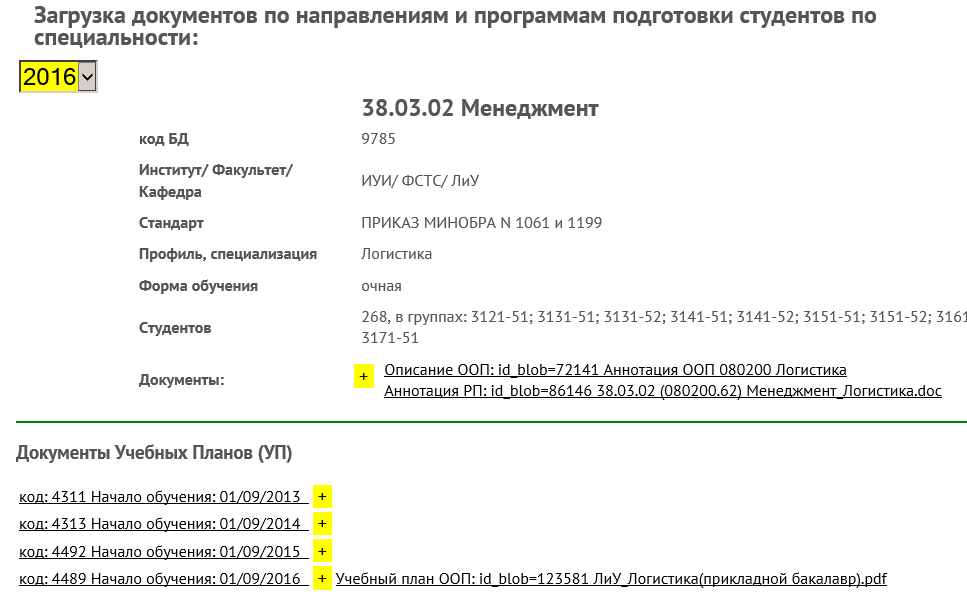 Загрузка документов по направлениям и программам подготовки студентов по
специальности:
2016
38.03.02 Менеджмент
код БД 9785
Институт/ Факультет/
Кафедра ИУИ/ ФСТС/ ЛиУ
Стандарт ПРИКАЗ МИНОБРА N 1061 и 1199
Профиль, специализация Логистика
Форма обучения очная
Студентов 268, в группах: 3121-51; 3131-51; 3131-52; 3141-51; 3141-52; 3151-51; 3151-52; 3161
3171-51
Документы: + Описание ООП: id_blob=72141 Аннотация ООП 080200 Логистика
Аннотация РП: id_blob=86146 38.03.02 (080200.62) Менеджмент_Логистика.doc
Документы Учебных Планов (УП)
код: 4311 Начало обучения: 01/09/2013 +
код: 4313 Начало обучения: 01/09/2014 +
код: 4492 Начало обучения: 01/09/2015 +
код: 4489 Начало обучения: 01/09/2016 + Учебный план ООП: id_blob=123581 ЛиУ_Логистика(прикладной бакалавр).pdf